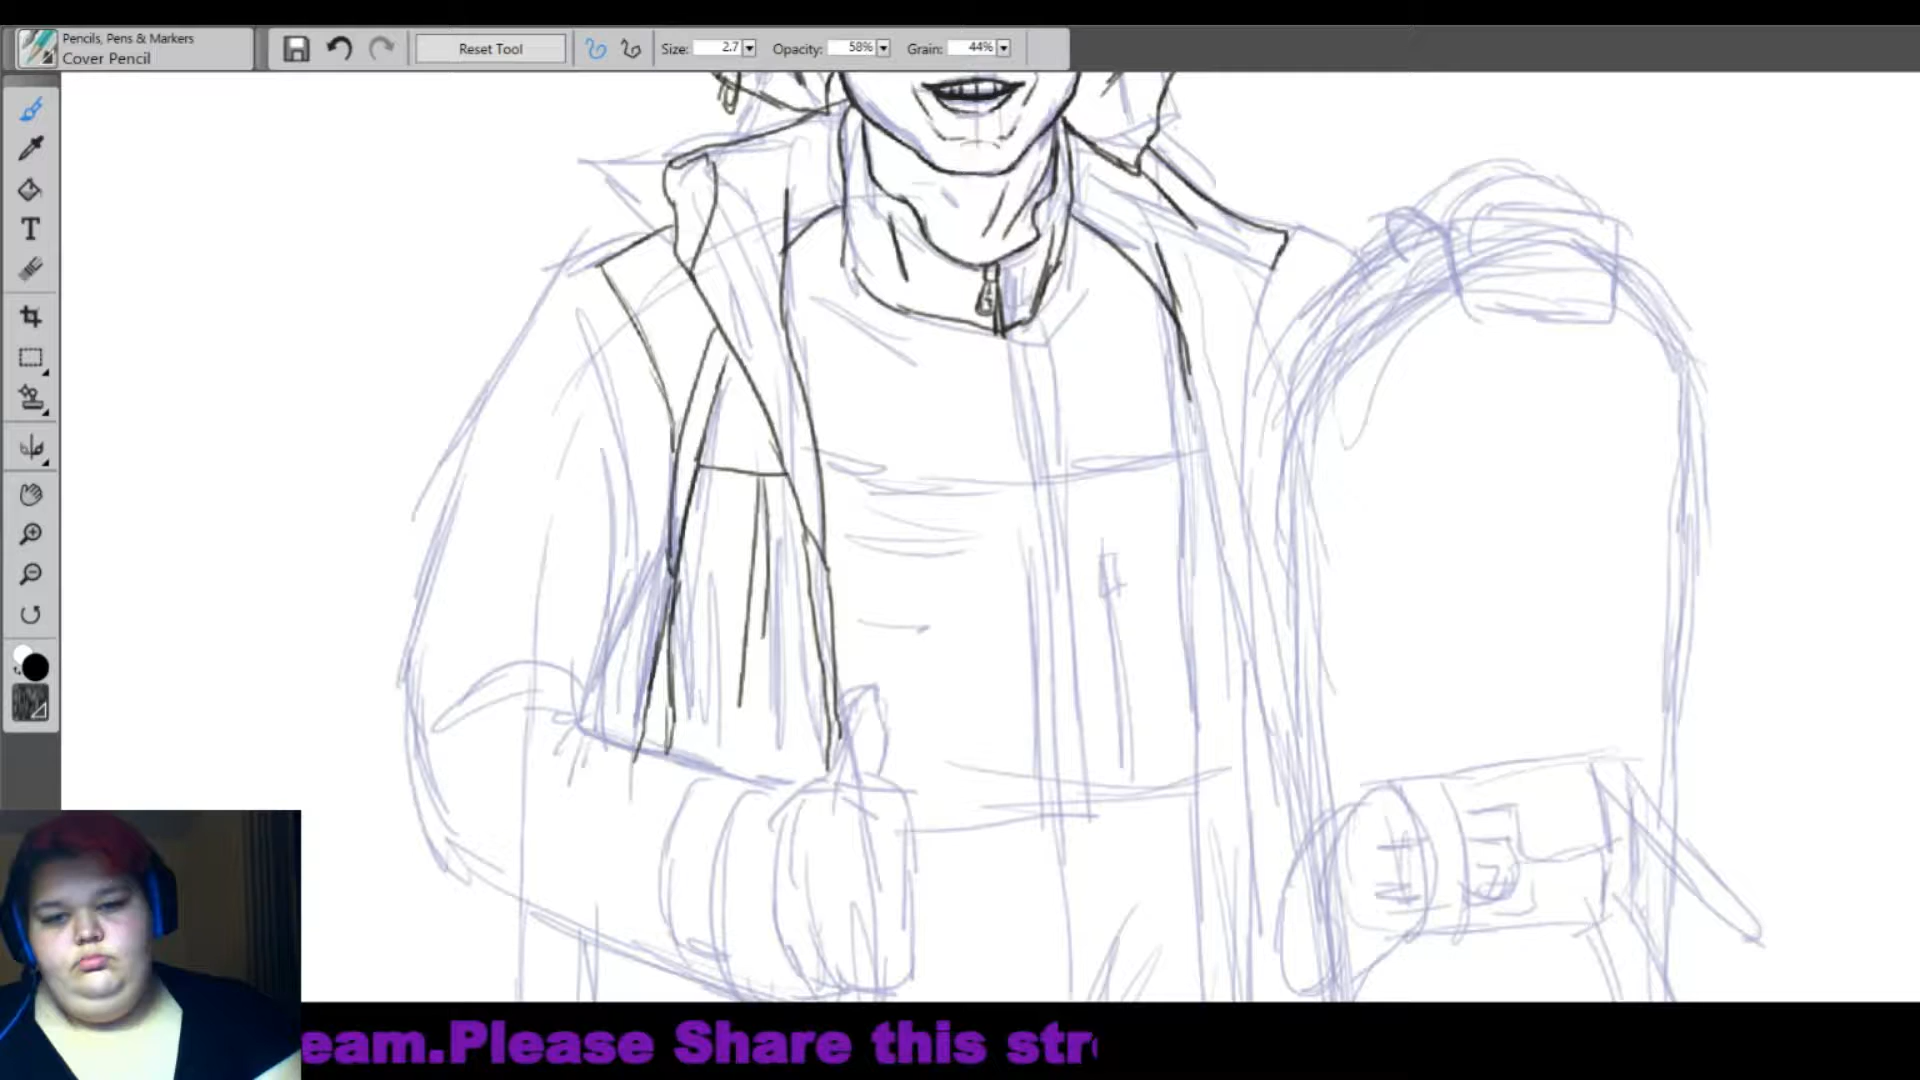 Pencils, Pens & Markers
Cover Pencil
Reset Tool
Size: 2.7
Opacity: 58%
Grain: 44%
T
eam.Please Share this str